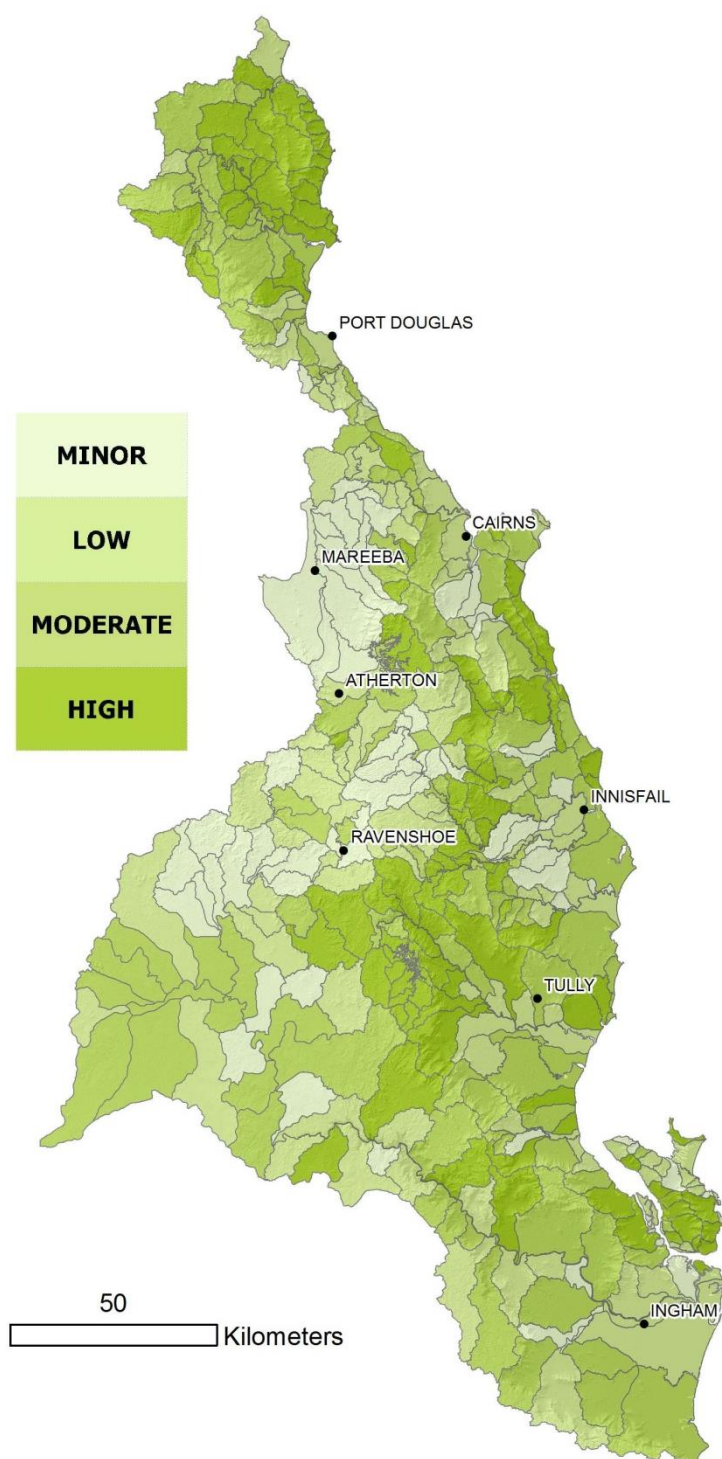 PORT DOUGLAS
MINOR
LOW
MODERATE
HIGH
CAIRNS
MAREEBA
ATHERTON
INNISFAIL
RAVENSHOE
TULLY
50
Kilometers
INGHAM